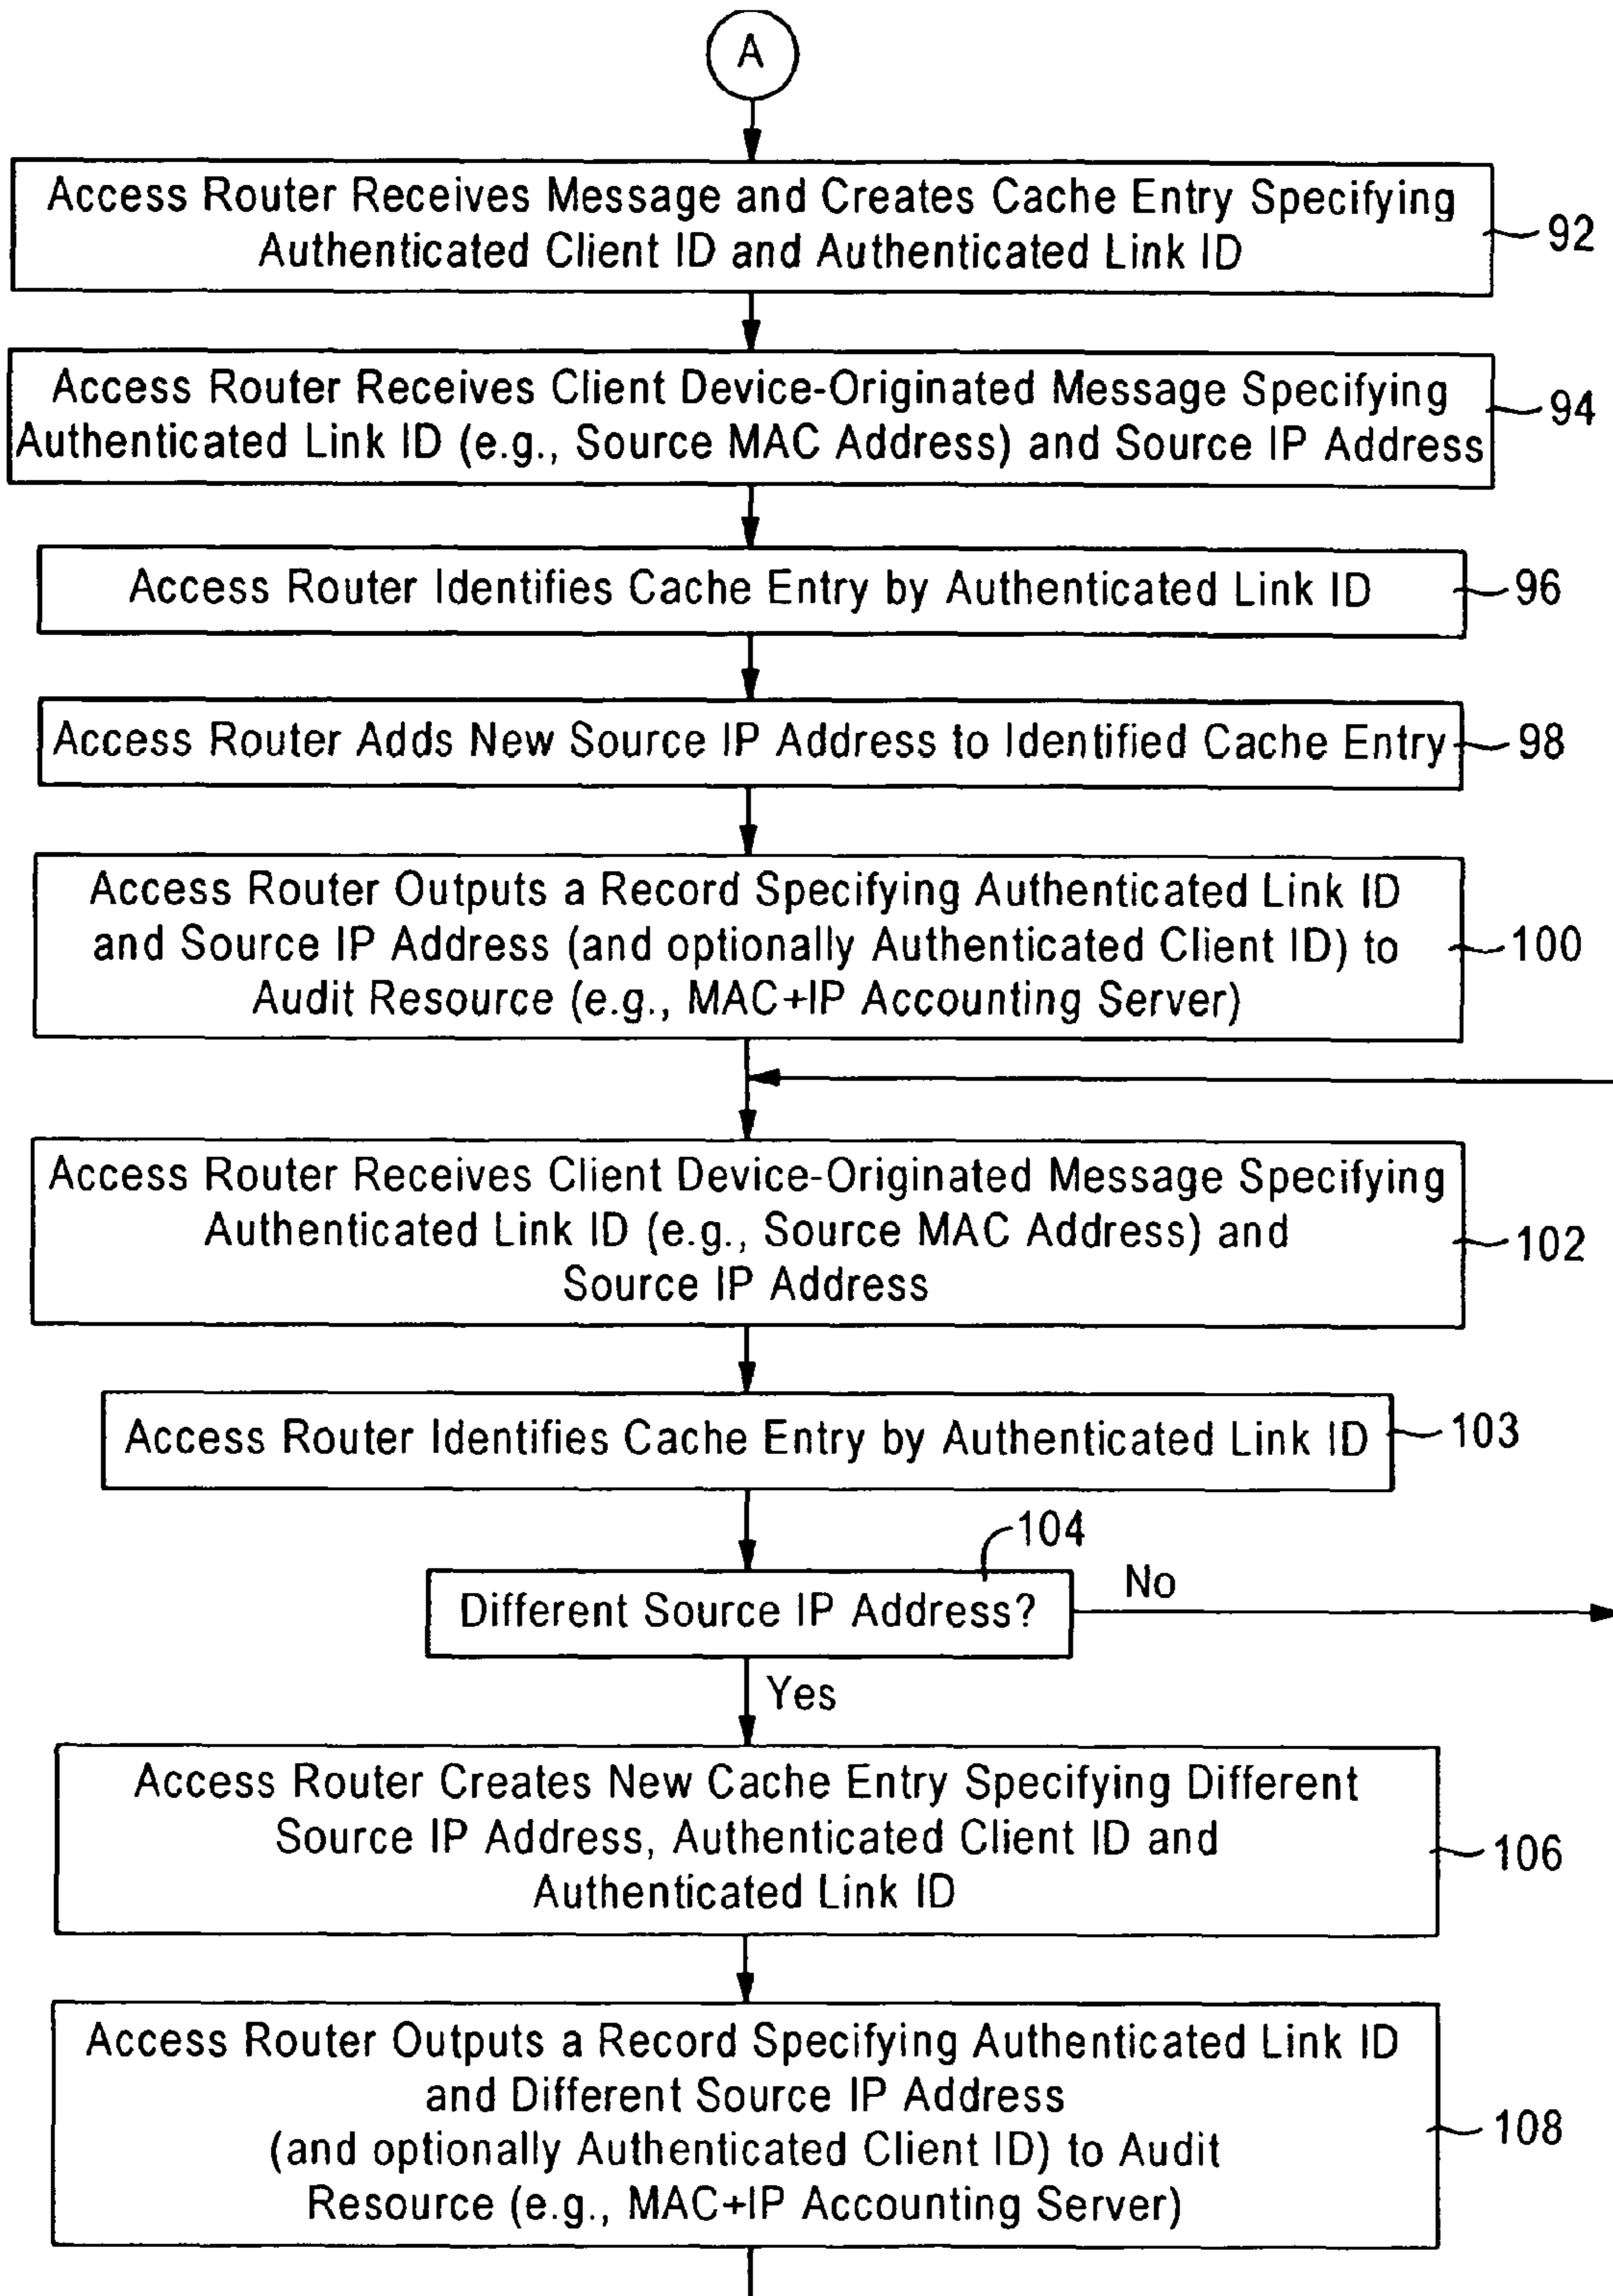 A
Access Router Receives Message and Creates Cache Entry Specifying
Authenticated Client ID and Authenticated Link ID
92
Access Router Receives Client Device-Originated Message Specifying
Authenticated Link ID (e.g., Source MAC Address) and Source IP Address
94
Access Router Identifies Cache Entry by Authenticated Link ID
96
Access Router Adds New Source IP Address to Identified Cache Entry
98
Access Router Outputs a Record Specifying Authenticated Link ID
and Source IP Address (and optionally Authenticated Client ID) to
Audit Resource (e.g., MAC+IP Accounting Server)
100
Access Router Receives Client Device-Originated Message Specifying
Authenticated Link ID (e.g., Source MAC Address) and
Source IP Address
102
Access Router Identifies Cache Entry by Authenticated Link ID
103
104
Different Source IP Address?
No
Yes
Access Router Creates New Cache Entry Specifying Different
Source IP Address, Authenticated Client ID and
Authenticated Link ID
106
Access Router Outputs a Record Specifying Authenticated Link ID
and Different Source IP Address
(and optionally Authenticated Client ID) to Audit
Resource (e.g., MAC+IP Accounting Server)
108